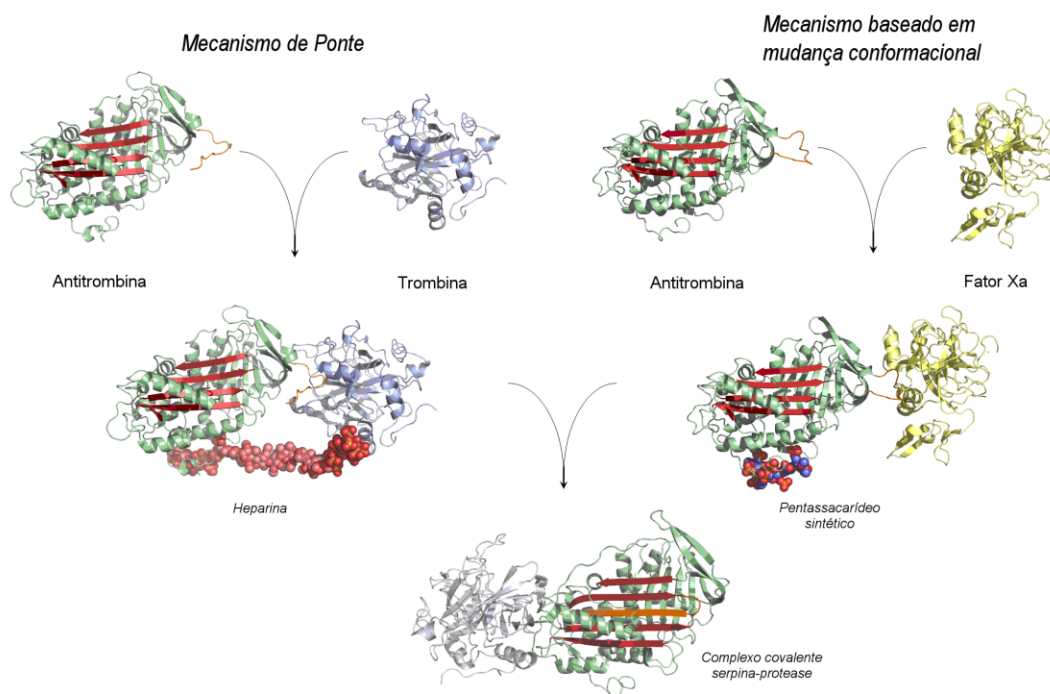 Mecanismo de Ponte
Mecanismo baseado em
mudança conformacional
Antitrombina
Trombina
Antitrombina
Fator Xa
Heparina
Pentassacarídeo
sintético
Complexo covalente
serpina-protease